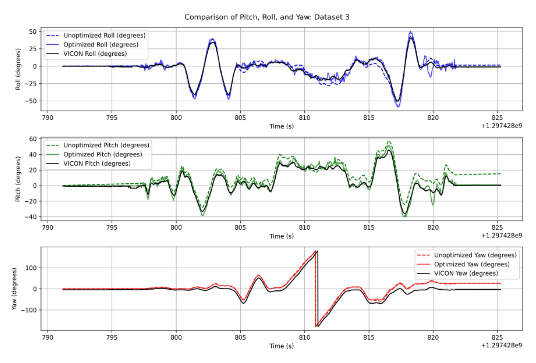 Comparison of Pitch, Roll, and Yaw: Dataset 3
Roll (degrees)
50
25
0
−25
−50
Unoptimized Roll (degrees)
Optimized Roll (degrees)
VICON Roll (degrees)
790 795 800 805 810 815 820 825
Time (s)
+1.297428e9
Pitch (degrees)
60
40
20
0
−20
−40
Unoptimized Pitch (degrees)
Optimized Pitch (degrees)
VICON Pitch (degrees)
790 795 800 805 810 815 820 825
Time (s)
+1.297428e9
Yaw (degrees)
100
0
−100
Unoptimized Yaw (degrees)
Optimized Yaw (degrees)
VICON Yaw (degrees)
790 795 800 805 810 815 820 825
Time (s)
+1.297428e9